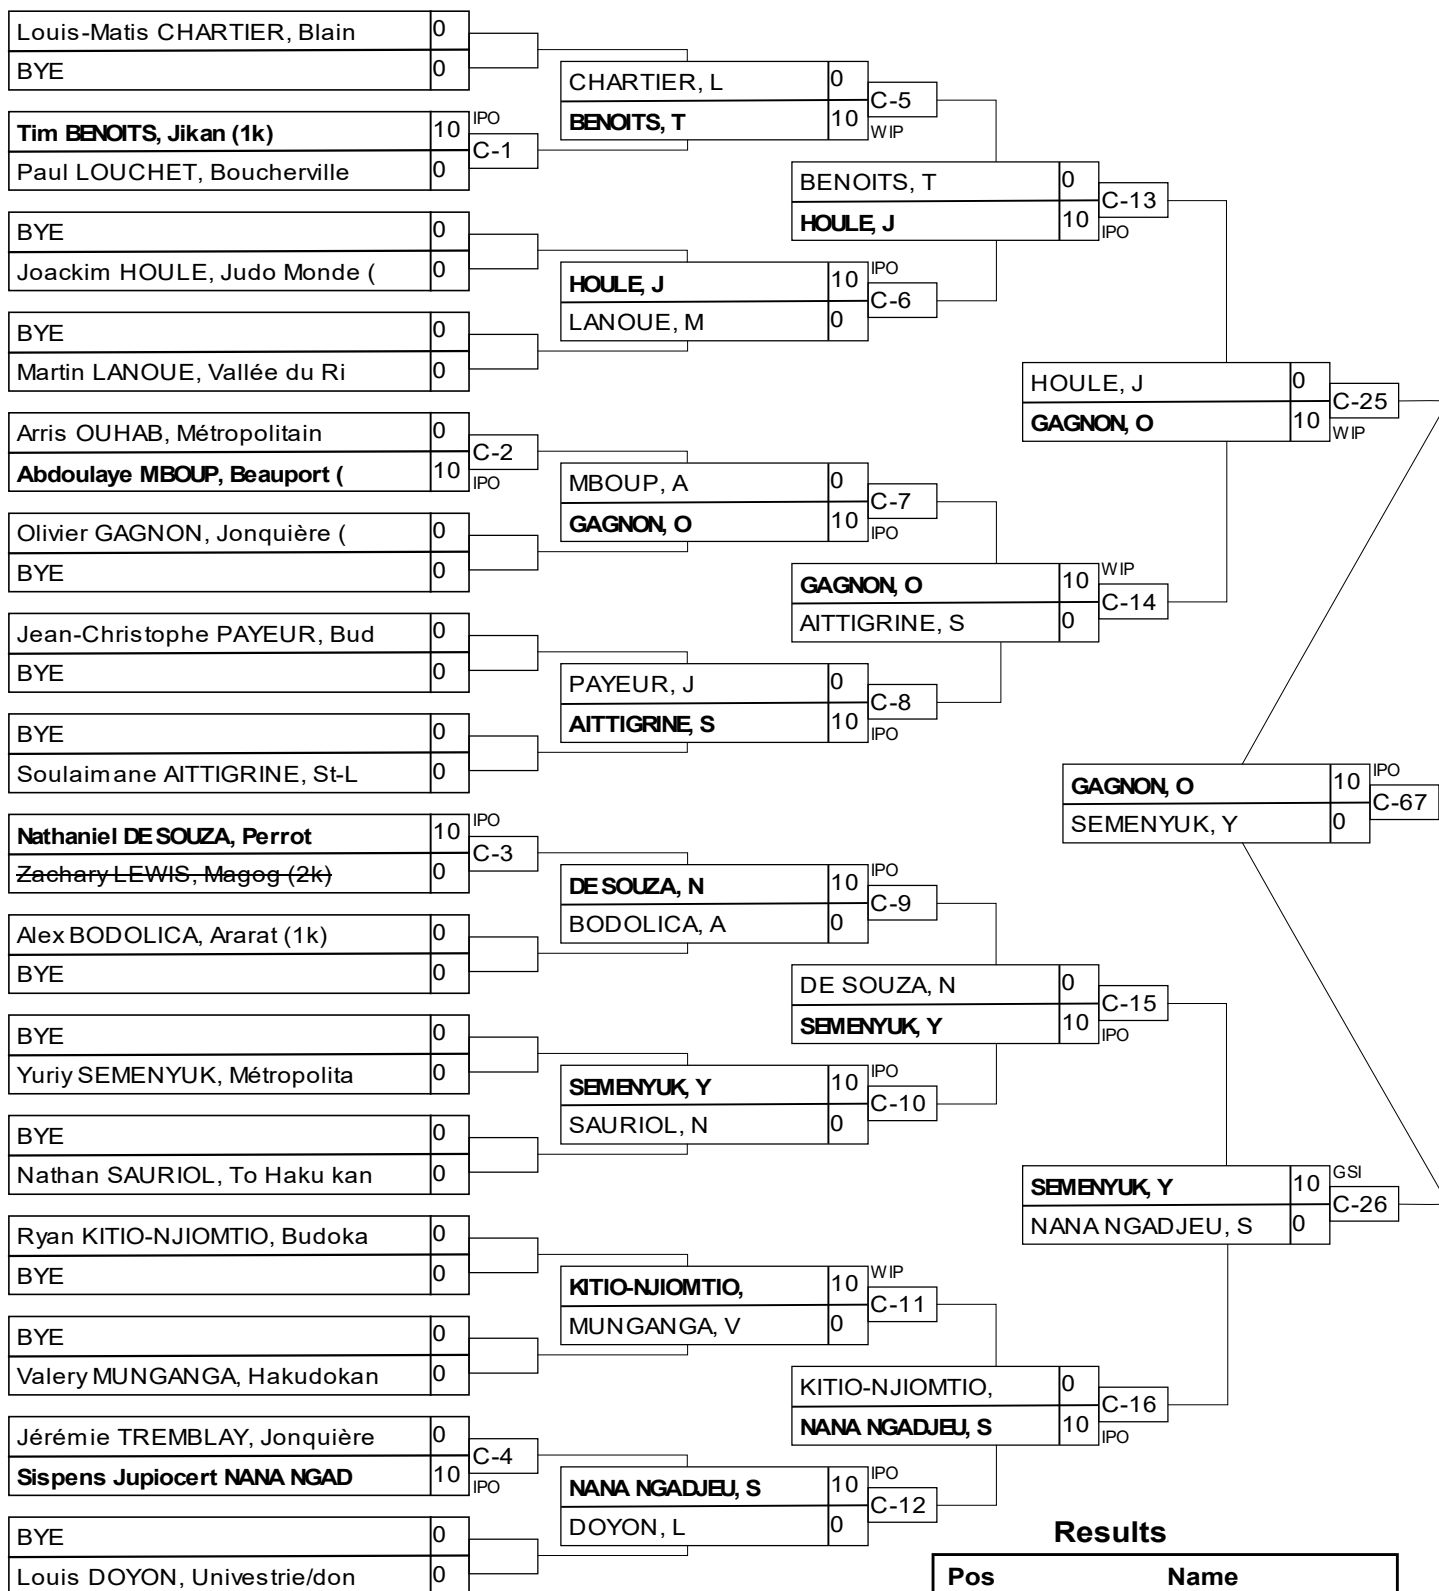 Louis-Matis CHARTIER, Blain 0
BYE 0
Tim BENOITS, Jikan (1k) 10 IPO
C-1
Paul LOUCHET, Boucherville 0
BYE 0
Joackim HOULE, Judo Monde ( 0
BYE 0
Martin LANOUE, Vallée du Ri 0
Arris OUHAB, Métropolitain 0
C-2
Abdoulaye MBOUP, Beauport ( 10 IPO
Olivier GAGNON, Jonquière ( 0
BYE 0
Jean-Christophe PAYEUR, Bud 0
BYE 0
BYE 0
Soulaimane AITTIGRINE, St-L 0
Nathaniel DE SOUZA, Perrot 10 IPO
C-3
Zachary LEWIS, Magog (2k) 0
Alex BODOLICA, Ararat (1k) 0
BYE 0
BYE 0
Yuriy SEMENYUK, Métropolita 0
BYE 0
Nathan SAURIOL, To Haku kan 0
Ryan KITIO-NJIOMTIO, Budoka 0
BYE 0
BYE 0
Valery MUNGANGA, Hakudokan 0
Jérémie TREMBLAY, Jonquière 0
C-4
Sispens Jupiocert NANA NGAD 10 IPO
BYE 0
Louis DOYON, Univestrie/don 0
CHARTIER, L 0
C-5
BENOITS, T 10 WIP
HOULE, J 10 IPO
C-6
LANOUE, M 0
MBOUP, A 0
C-7
GAGNON, O 10 IPO
PAYEUR, J 0
C-8
AITTIGRINE, S 10 IPO
DE SOUZA, N 10 IPO
C-9
BODOLICA, A 0
SEMENYUK, Y 10 IPO
C-10
SAURIOL, N 0
KITIO-NJIOMTIO, 10 WIP
C-11
MUNGANGA, V 0
NANA NGADJEU, S 10 IPO
C-12
DOYON, L 0
BENOITS, T 0
C-13
HOULE, J 10 IPO
GAGNON, O 10 WIP
C-14
AITTIGRINE, S 0
DE SOUZA, N 0
C-15
SEMENYUK, Y 10 IPO
KITIO-NJIOMTIO, 0
C-16
NANA NGADJEU, S 10 IPO
HOULE, J 0
C-25
GAGNON, O 10 WIP
SEMENYUK, Y 10 GSI
C-26
NANA NGADJEU, S 0
GAGNON, O 10 IPO
C-67
SEMENYUK, Y 0
Results
Pos Name